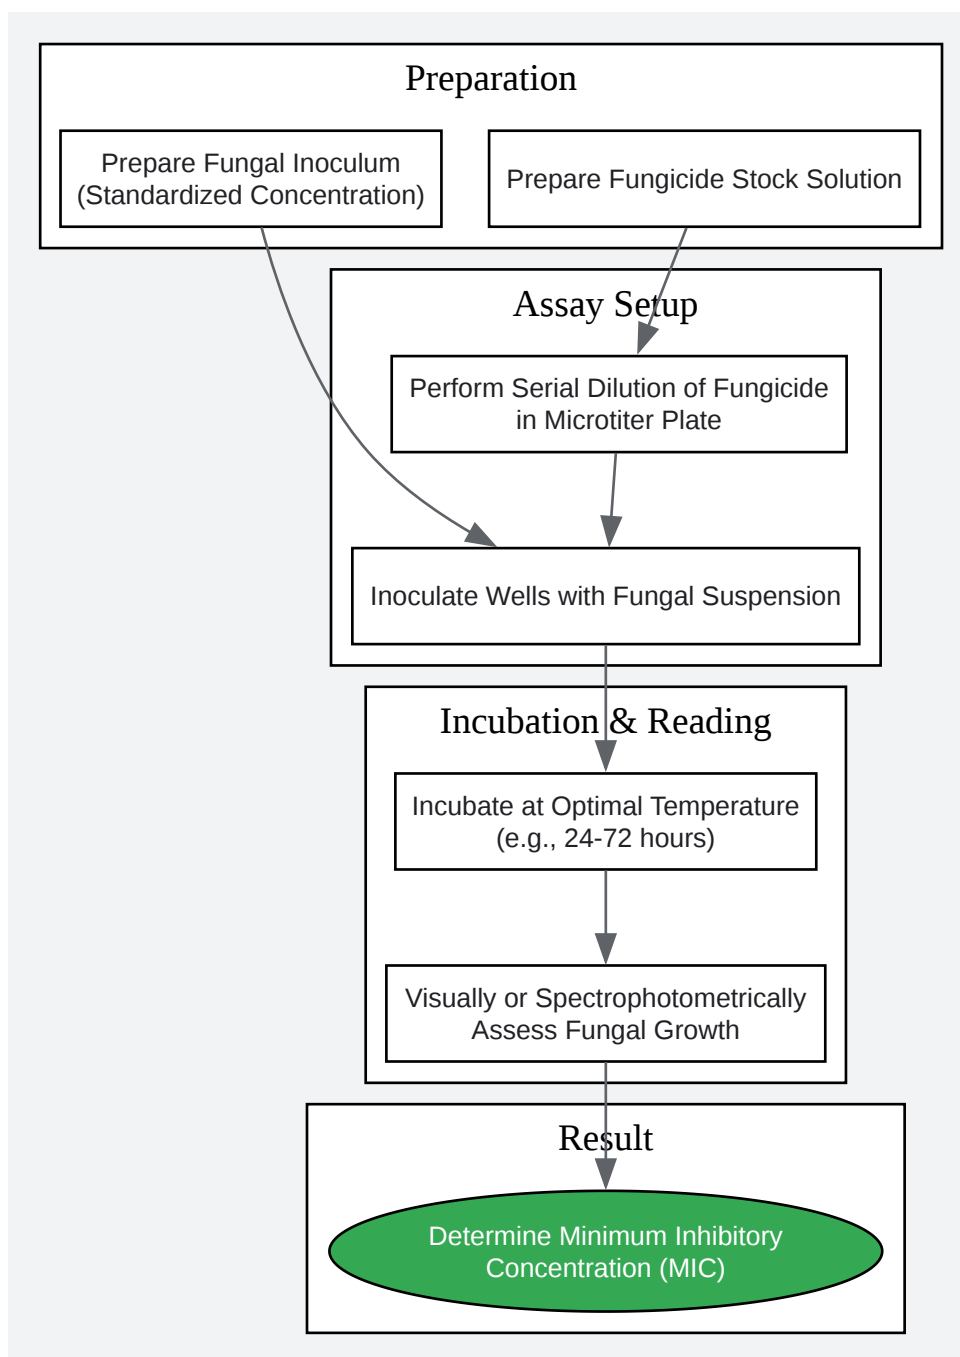 Preparation
Prepare Fungal Inoculum
(Standardized Concentration)
Prepare Fungicide Stock Solution
Assay Setup
Perform Serial Dilution of Fungicide
in Microtiter Plate
Inoculate Wells with Fungal Suspension
Incubation & Reading
Incubate at Optimal Temperature
(e.g., 24-72 hours)
Visually or Spectrophotometrically
Assess Fungal Growth
Result
Determine Minimum Inhibitory
Concentration (MIC)